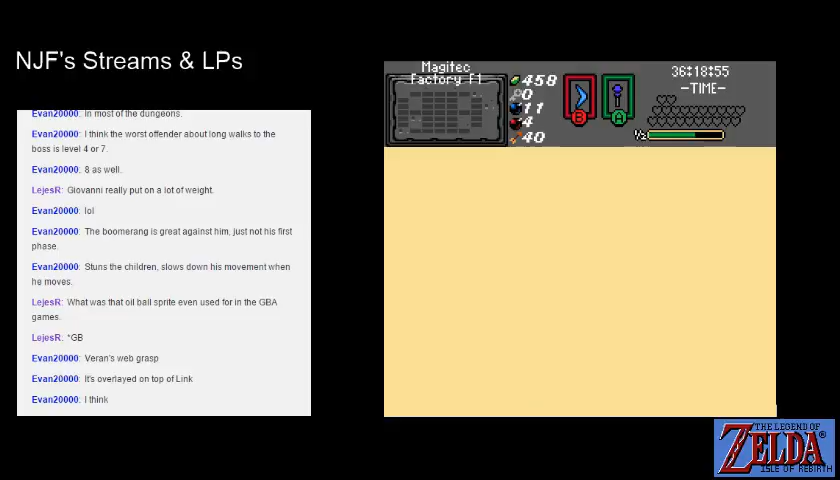 NJF's Streams & LPs
Evan20000: In most of the dungeons.
Evan20000: I think the worst offender about long walks to the
boss is level 4 or 7.
Evan20000: 8 as well.
LejesR: Giovanni really put on a lot of weight.
Evan20000: lol
Evan20000: The boomerang is great against him, just not his first
phase.
Evan20000: Stuns the children, slows down his movement when
he moves.
LejesR: What was that oil ball sprite even used for in the GBA
games.
LejesR: *GB
Evan20000: Veran's web grasp
Evan20000: It's overlayed on top of Link
Evan20000: I think
Magitec
Factory F1
458
0
11
4
40
B
A
36:18:55
-TIME-
1/2
THE LEGEND OF
ZELDA®
ISLE OF REBIRTH